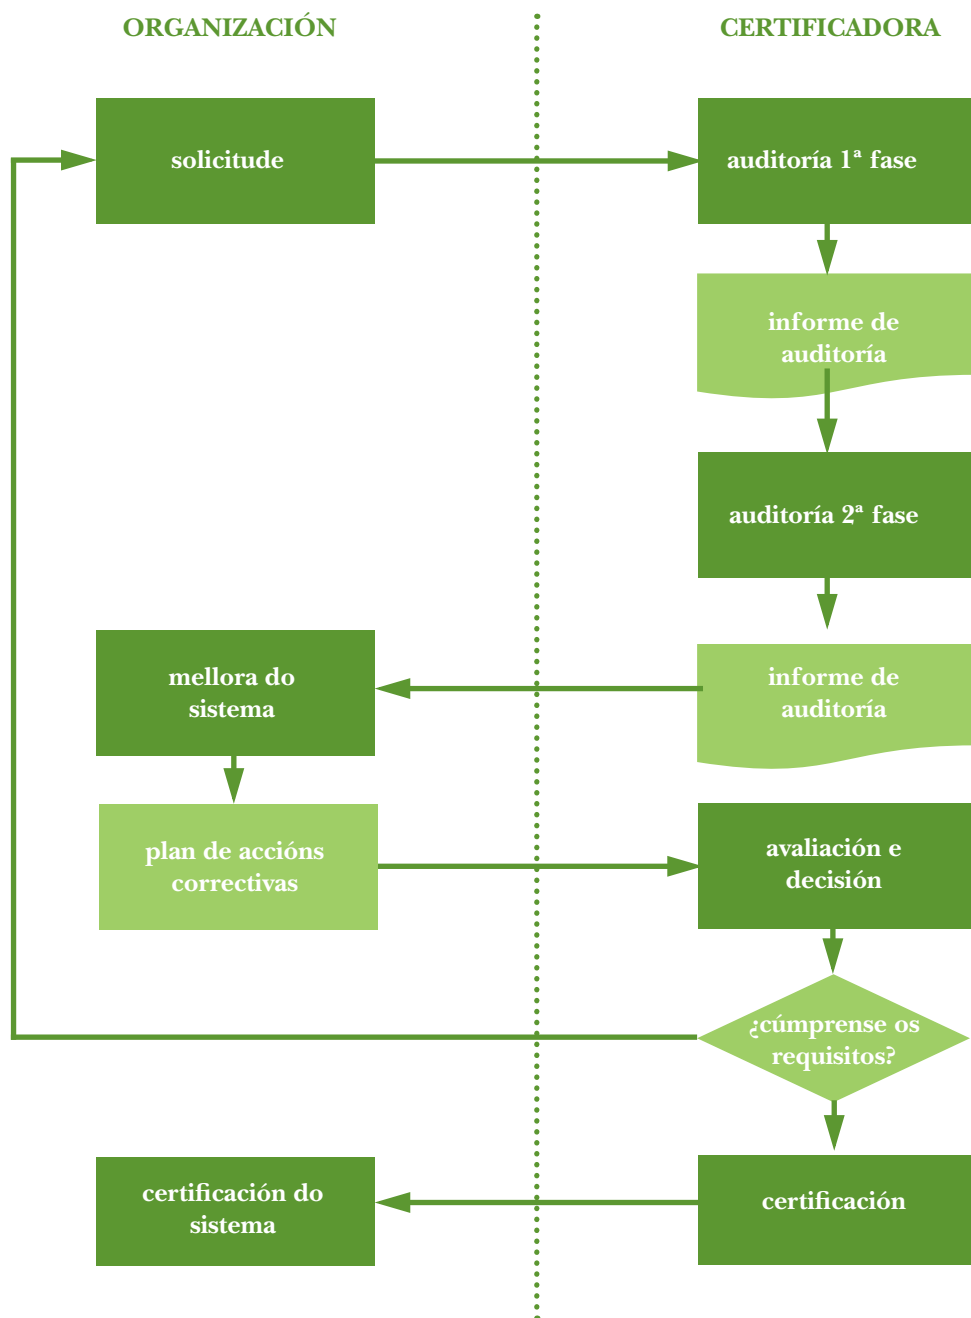 ORGANIZACIÓN
CERTIFICADORA
solicitude
auditoría 1ª fase
informe de
auditoría
auditoría 2ª fase
mellora do
sistema
informe de
auditoría
plan de accións
correctivas
avaliación e
decisión
¿cúmprense os
requisitos?
certificación do
sistema
certificación